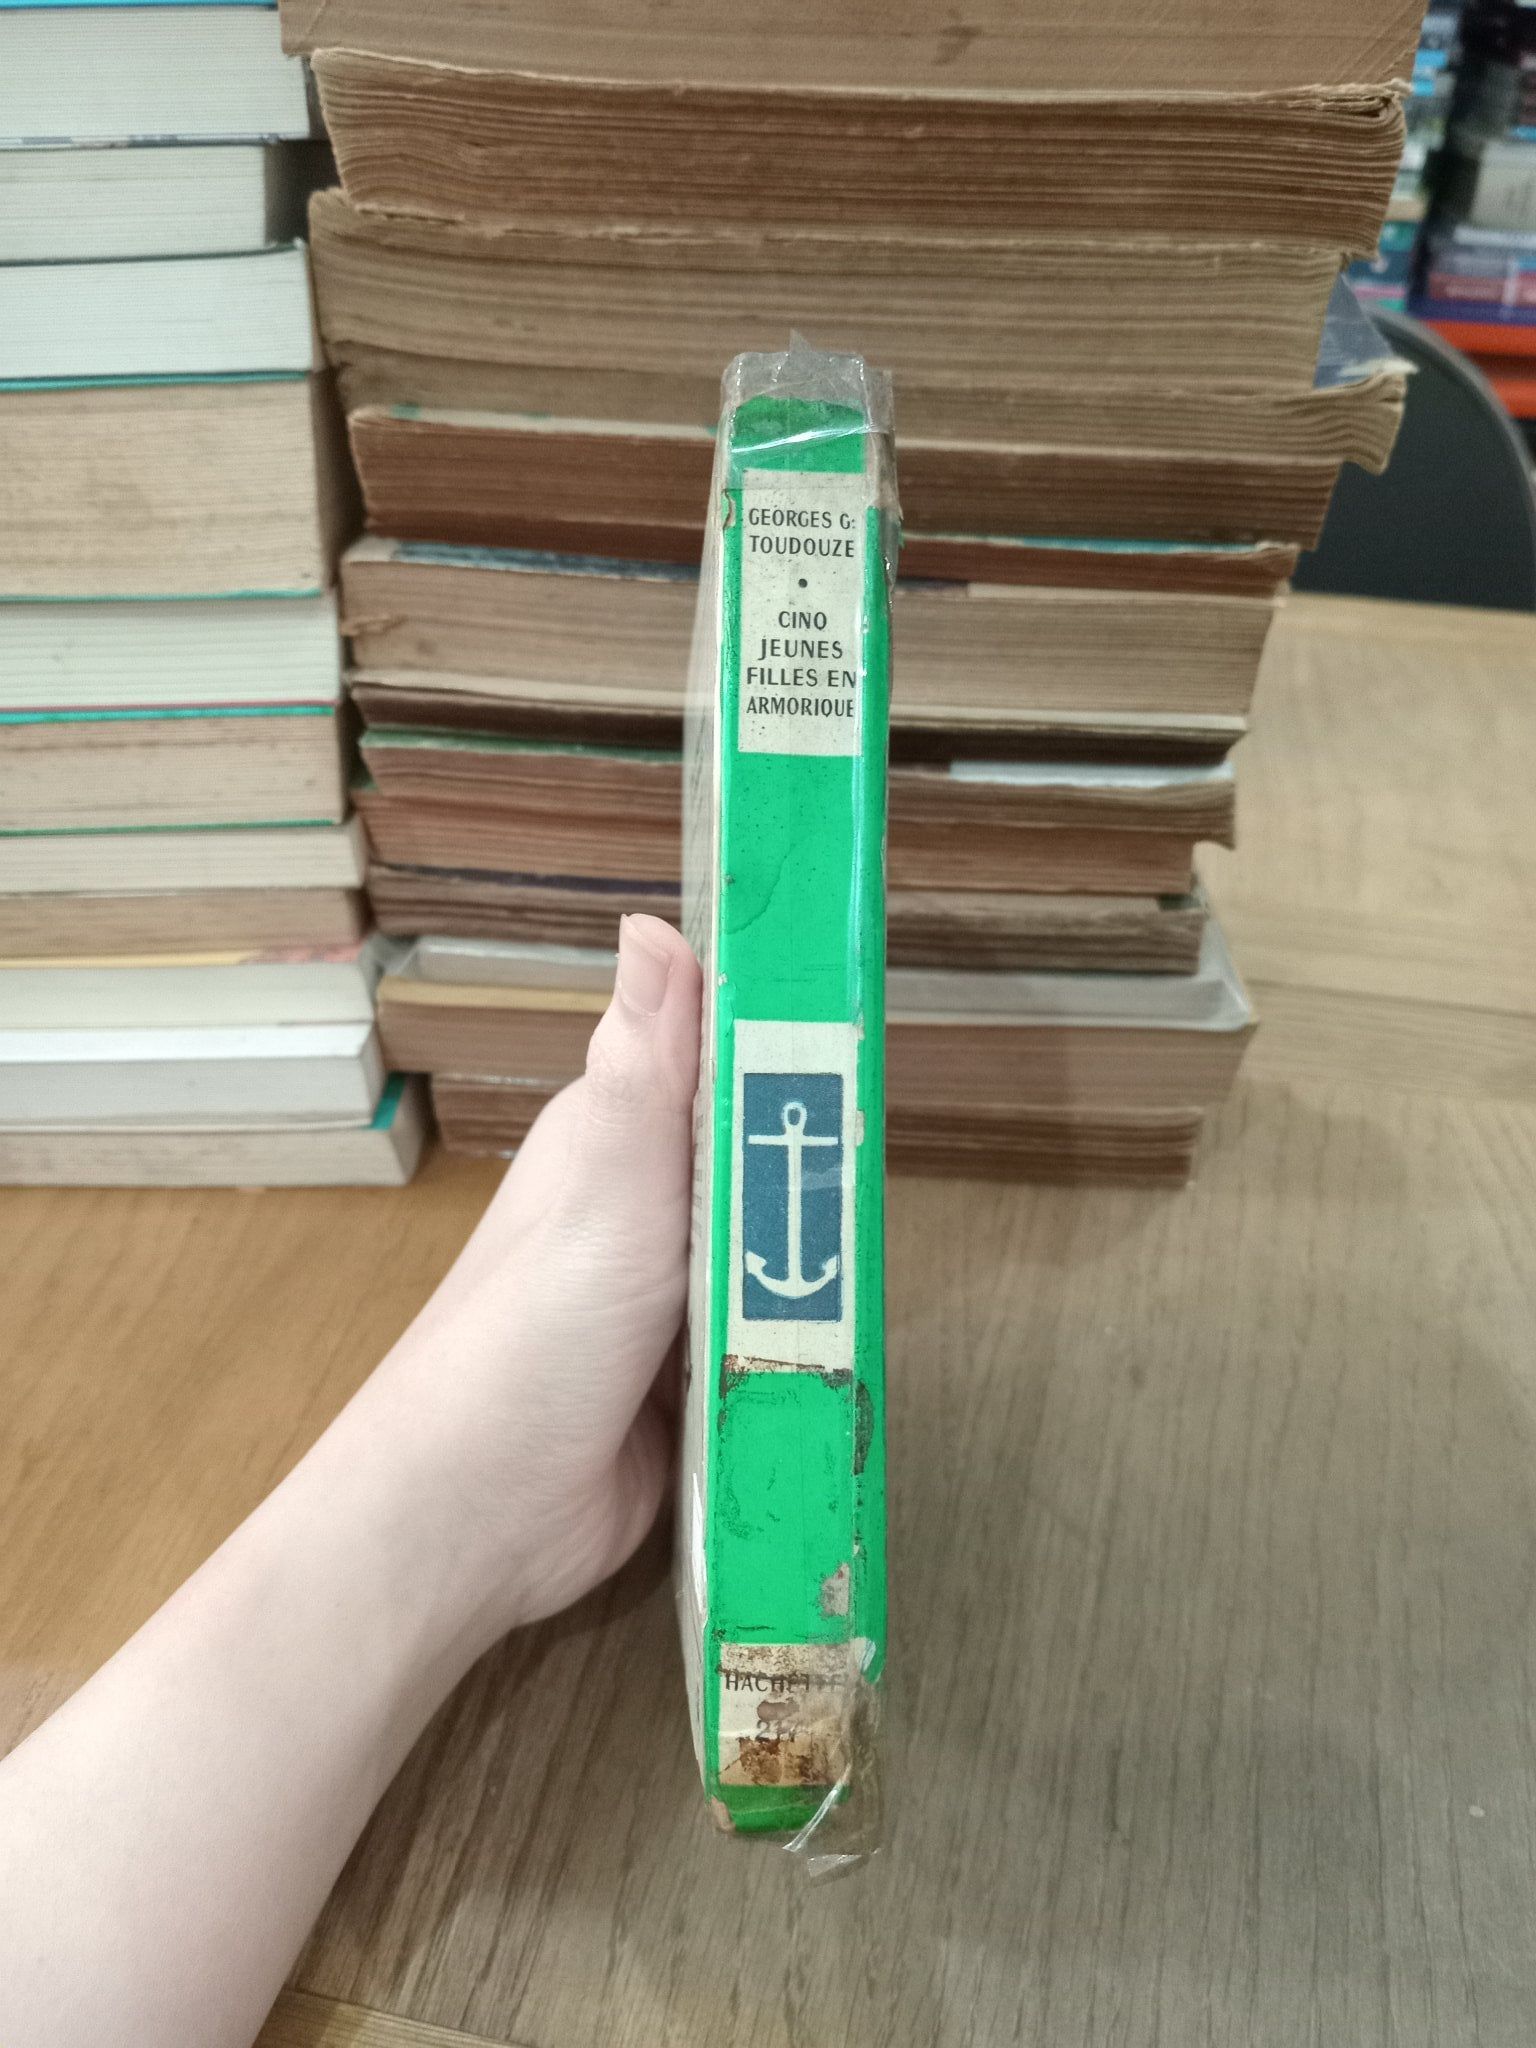 GEORGES G.
TOUDOUZE
•
CINQ
JEUNES
FILLES EN
ARMORIQUE
HACHETTE